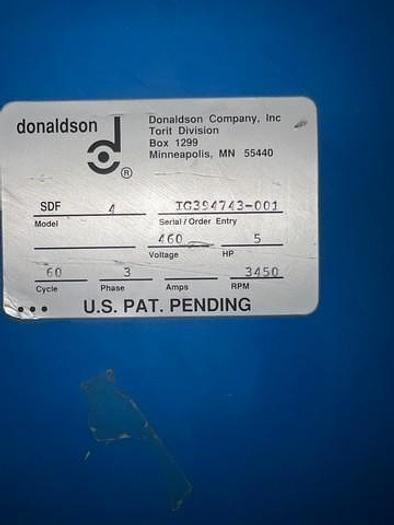 donaldson
d
®
Donaldson Company, Inc
Torit Division
Box 1299
Minneapolis, MN 55440
SDF 4 IG394743-001
Model Serial / Order Entry
460 5
Voltage HP
60 3 3450
Cycle Phase Amps RPM
U.S. PAT. PENDING